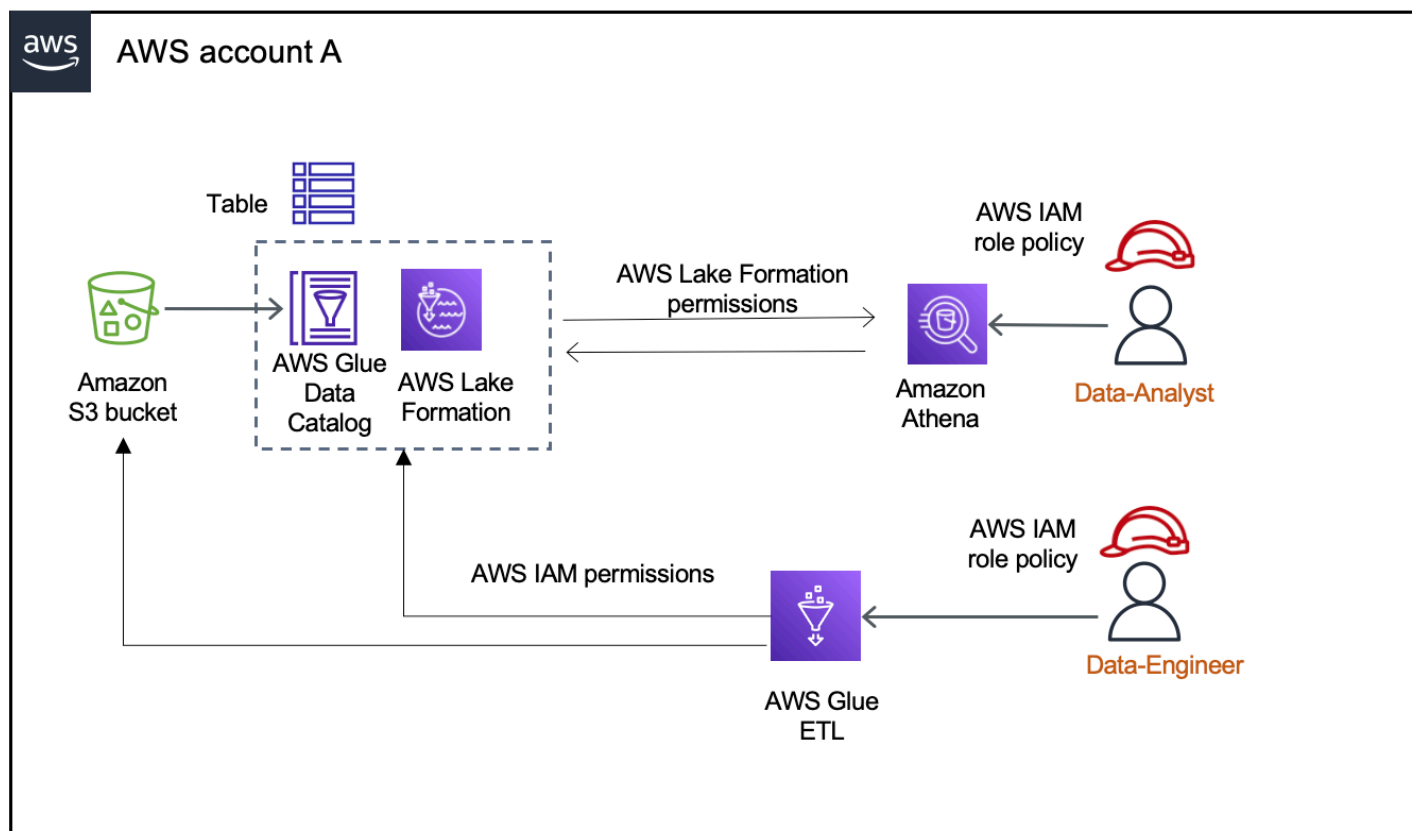 aws
AWS account A
Table
AWS IAM
role policy
AWS Lake Formation
permissions
Amazon
S3 bucket
AWS Glue
Data
Catalog
AWS Lake
Formation
Amazon
Athena
Data-Analyst
AWS IAM
role policy
AWS IAM permissions
Data-Engineer
AWS Glue
ETL